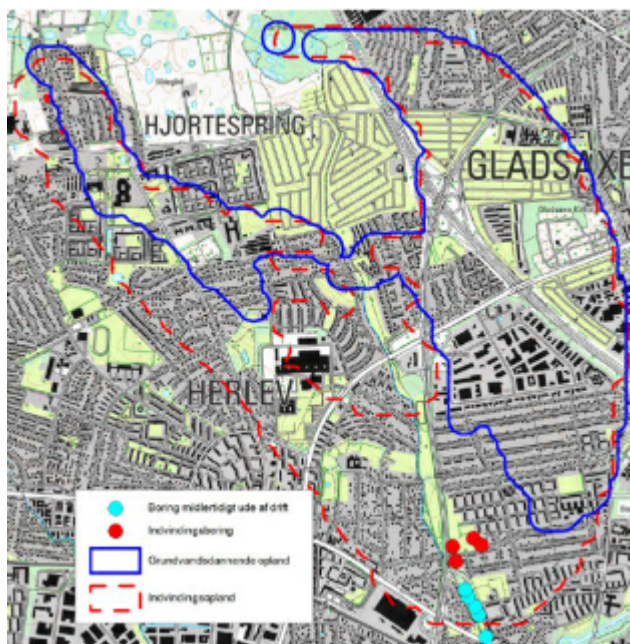 HJORTESPRING
GLADSAXE
HERLEV
Boring midlertidigt ude af drift
Indvindingsboring
Grundvandsdannende opland
Indvindingsopland